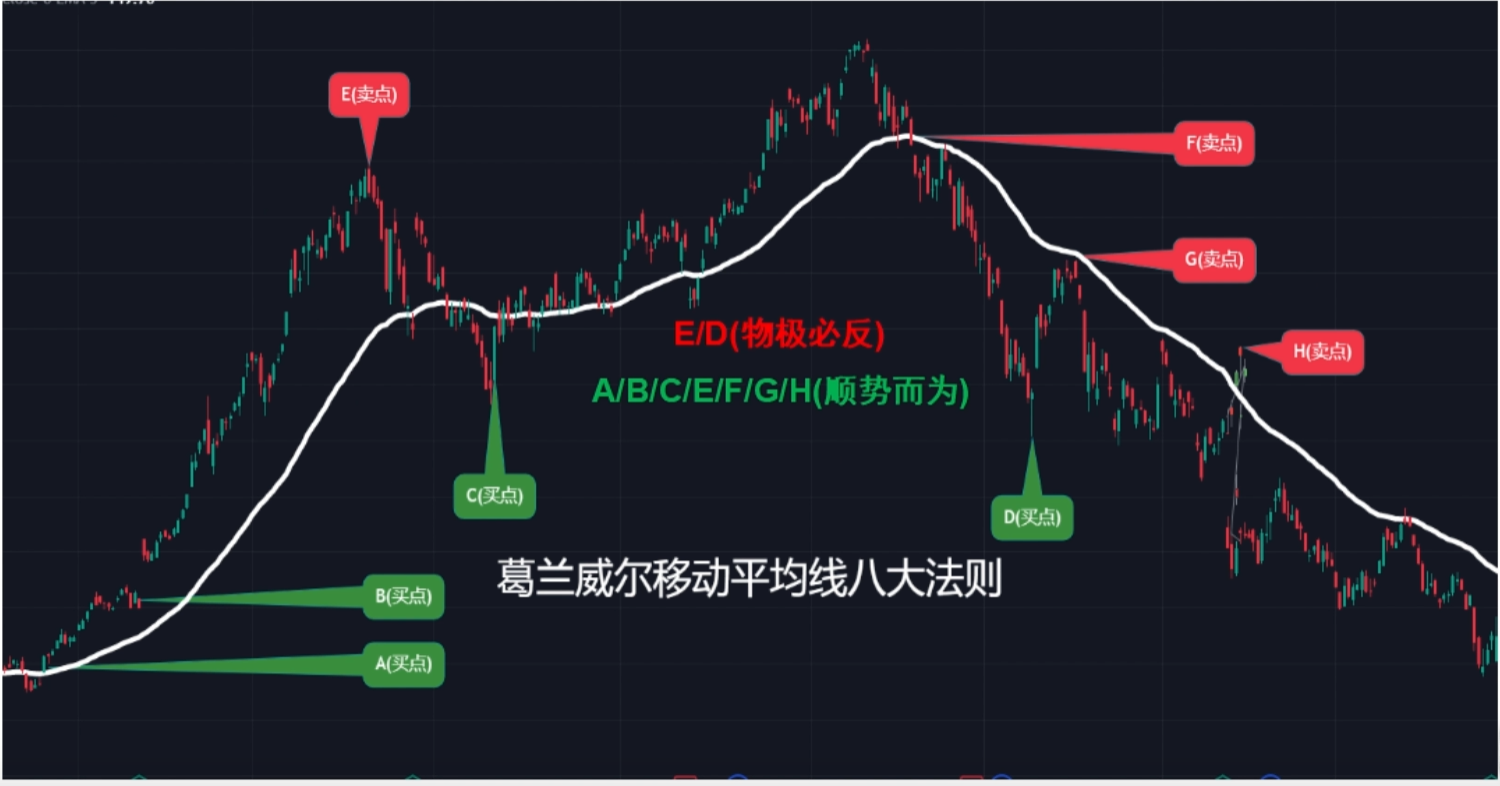 E(卖点)
F(卖点)
G(卖点)
E/D(物极必反)
H(卖点)
A/B/C/E/F/G/H(顺势而为)
C(买点)
D(买点)
葛兰威尔移动平均线八大法则
B(买点)
A(买点)